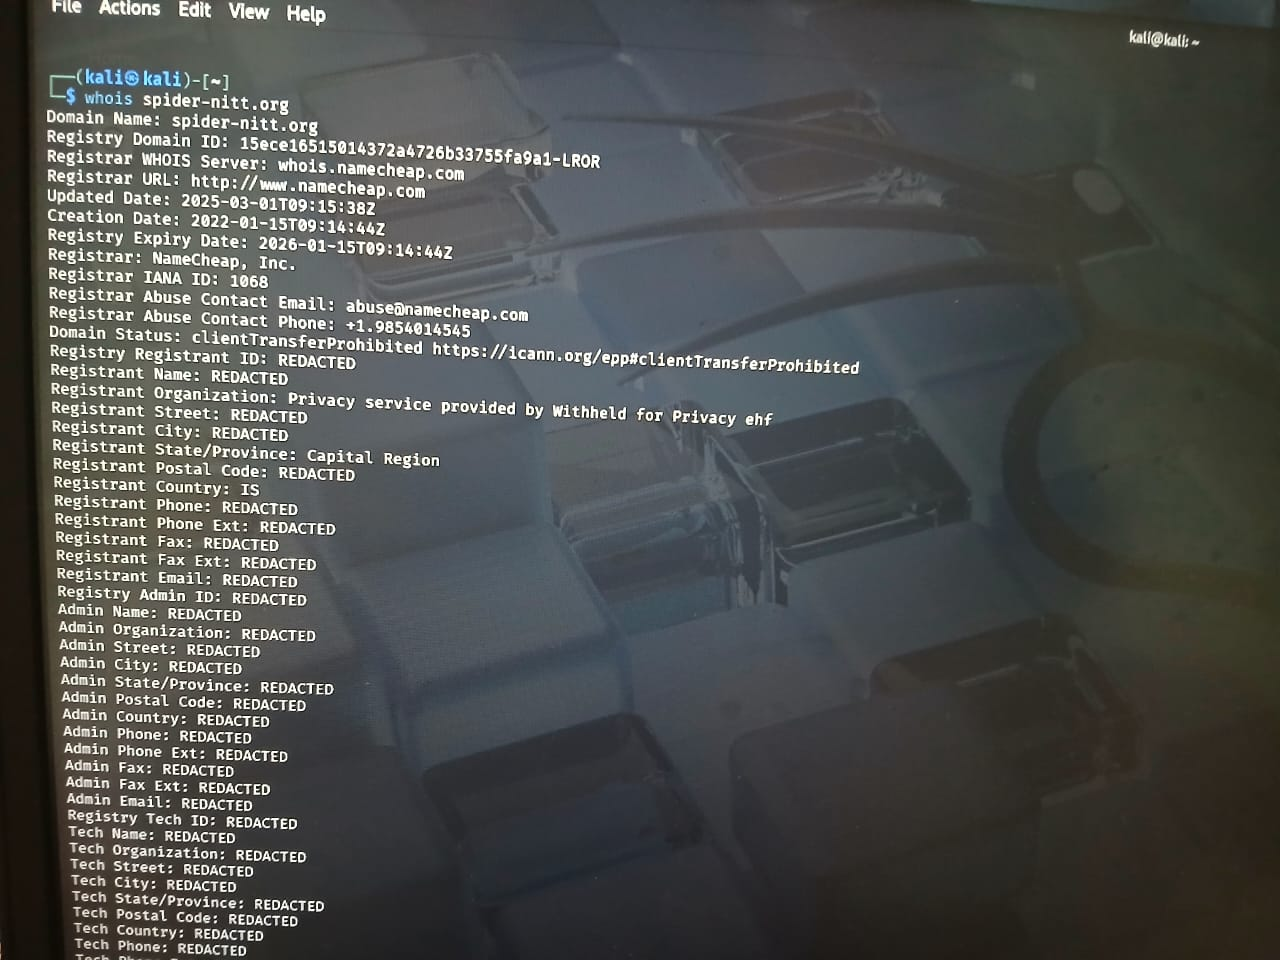 File Actions Edit View Help
kali@kali: ~
(kali㉿kali)-[~]
$ whois spider-nitt.org
Domain Name: spider-nitt.org
Registry Domain ID: 15ece16515014372a4726b33755fa9a1-LROR
Registrar WHOIS Server: whois.namecheap.com
Registrar URL: http://www.namecheap.com
Updated Date: 2025-03-01T09:15:38Z
Creation Date: 2022-01-15T09:14:44Z
Registry Expiry Date: 2026-01-15T09:14:44Z
Registrar: NameCheap, Inc.
Registrar IANA ID: 1068
Registrar Abuse Contact Email: abuse@namecheap.com
Registrar Abuse Contact Phone: +1.9854014545
Domain Status: clientTransferProhibited https://icann.org/epp#clientTransferProhibited
Registry Registrant ID: REDACTED
Registrant Name: REDACTED
Registrant Organization: Privacy service provided by Withheld for Privacy ehf
Registrant Street: REDACTED
Registrant City: REDACTED
Registrant State/Province: Capital Region
Registrant Postal Code: REDACTED
Registrant Country: IS
Registrant Phone: REDACTED
Registrant Phone Ext: REDACTED
Registrant Fax: REDACTED
Registrant Fax Ext: REDACTED
Registrant Email: REDACTED
Registry Admin ID: REDACTED
Admin Name: REDACTED
Admin Organization: REDACTED
Admin Street: REDACTED
Admin City: REDACTED
Admin State/Province: REDACTED
Admin Postal Code: REDACTED
Admin Country: REDACTED
Admin Phone: REDACTED
Admin Phone Ext: REDACTED
Admin Fax: REDACTED
Admin Fax Ext: REDACTED
Admin Email: REDACTED
Registry Tech ID: REDACTED
Tech Name: REDACTED
Tech Organization: REDACTED
Tech Street: REDACTED
Tech City: REDACTED
Tech State/Province: REDACTED
Tech Postal Code: REDACTED
Tech Country: REDACTED
Tech Phone: REDACTED